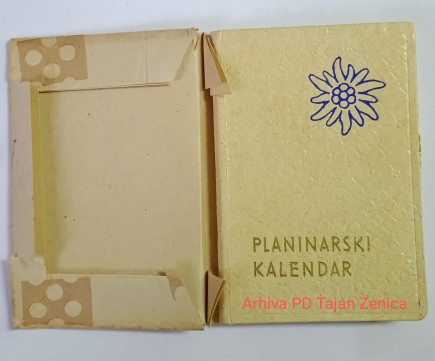 PLANINARSKI
KALENDAR
Arhiva PD Tajan Zenica